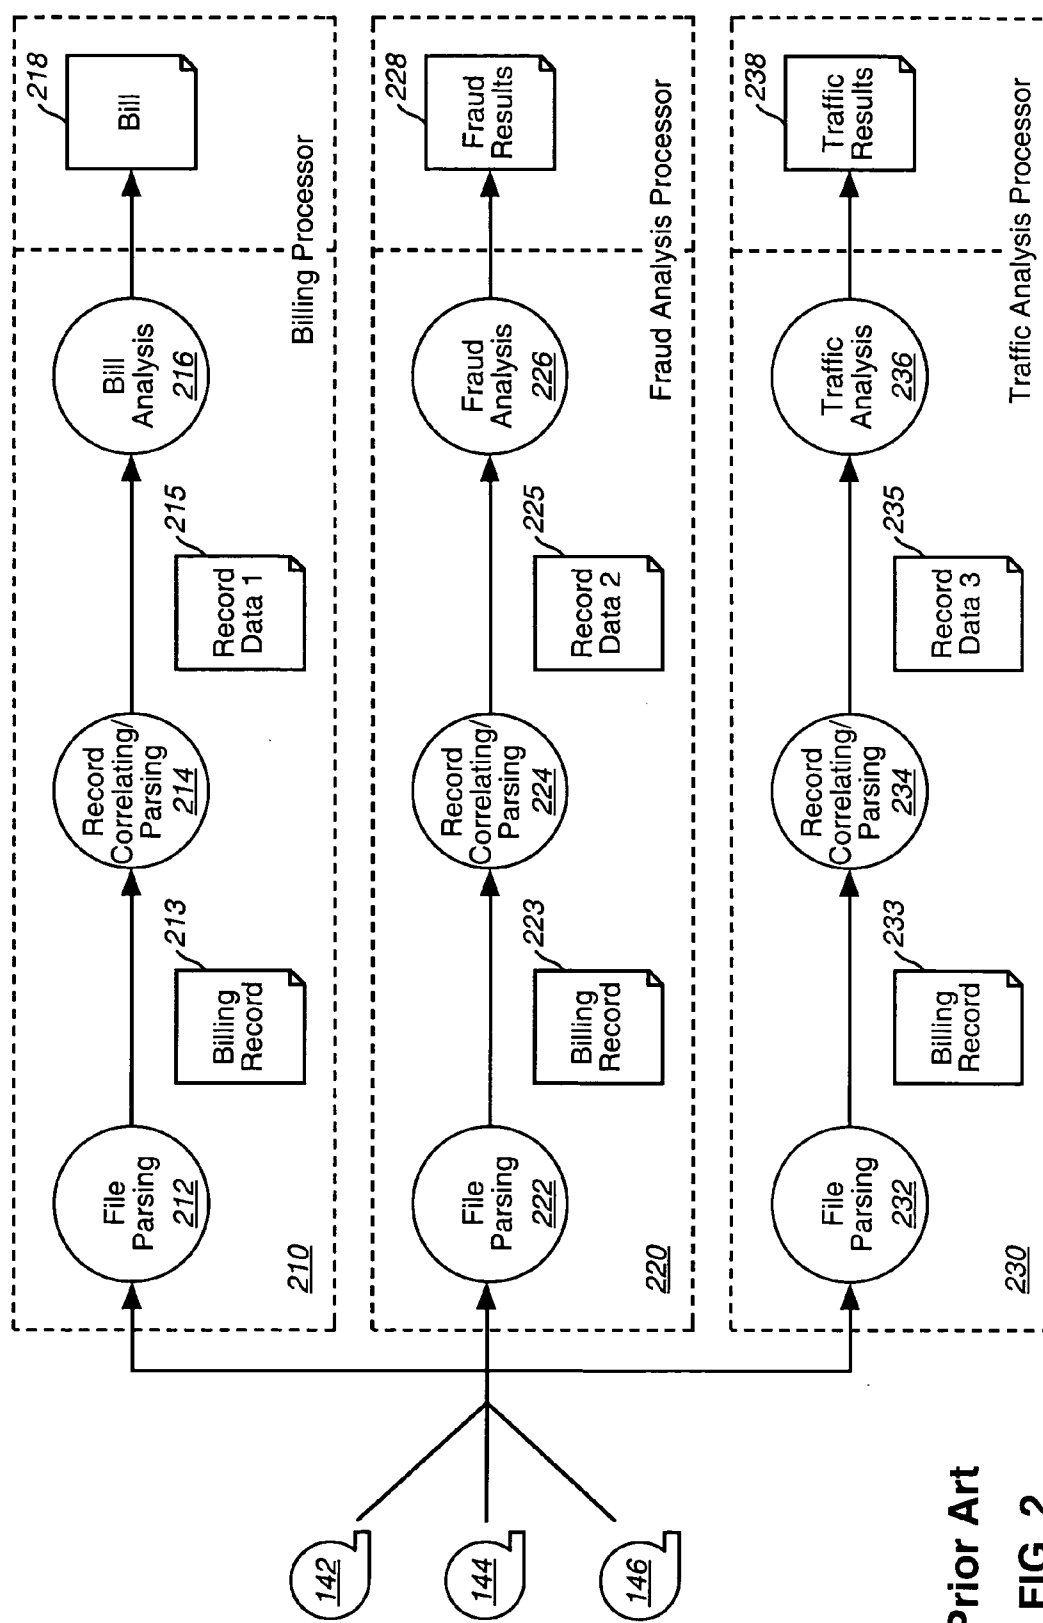 142
144
146
File
Parsing
212
213
Billing
Record
Record
Correlating/
Parsing
214
215
Record
Data 1
Bill
Analysis
216
218
Bill
210
Billing Processor
File
Parsing
222
223
Billing
Record
Record
Correlating/
Parsing
224
225
Record
Data 2
Fraud
Analysis
226
228
Fraud
Results
220
Fraud Analysis Processor
File
Parsing
232
233
Billing
Record
Record
Correlating/
Parsing
234
235
Record
Data 3
Traffic
Analysis
236
238
Traffic
Results
230
Traffic Analysis Processor
Prior Art
FIG. 2